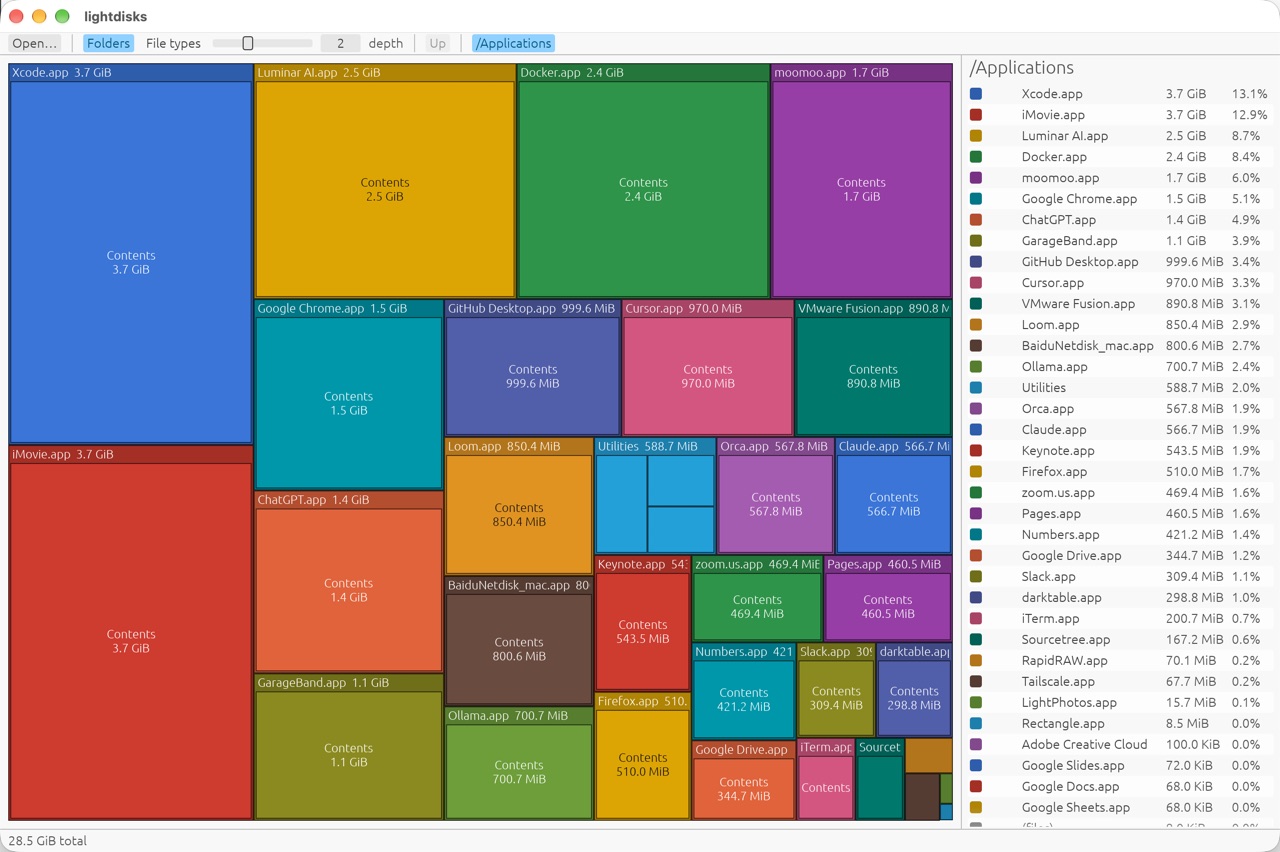 lightdisks
Open... Folders File types 2 depth Up /Applications
Xcode.app 3.7 GiB
Contents
3.7 GiB
iMovie.app 3.7 GiB
Contents
3.7 GiB
Luminar AI.app 2.5 GiB
Contents
2.5 GiB
Docker.app 2.4 GiB
Contents
2.4 GiB
moomoo.app 1.7 GiB
Contents
1.7 GiB
Google Chrome.app 1.5 GiB
Contents
1.5 GiB
ChatGPT.app 1.4 GiB
Contents
1.4 GiB
GarageBand.app 1.1 GiB
Contents
1.1 GiB
GitHub Desktop.app 999.6 MiB
Contents
999.6 MiB
Cursor.app 970.0 MiB
Contents
970.0 MiB
VMware Fusion.app 890.8 M
Contents
890.8 MiB
Loom.app 850.4 MiB
Contents
850.4 MiB
BaiduNetdisk_mac.app 80
Contents
800.6 MiB
Ollama.app 700.7 MiB
Contents
700.7 MiB
Utilities 588.7 MiB
Orca.app 567.8 MiB
Contents
567.8 MiB
Claude.app 566.7 Mi
Contents
566.7 MiB
Keynote.app 543
Contents
543.5 MiB
Firefox.app 510.
Contents
510.0 MiB
zoom.us.app 469.4 MiB
Contents
469.4 MiB
Pages.app 460.5 MiB
Contents
460.5 MiB
Numbers.app 421
Contents
421.2 MiB
Slack.app 309
Contents
309.4 MiB
darktable.app
Contents
298.8 MiB
Google Drive.app
Contents
344.7 MiB
iTerm.app
Contents
Sourcet
/Applications
Xcode.app 3.7 GiB 13.1%
iMovie.app 3.7 GiB 12.9%
Luminar AI.app 2.5 GiB 8.7%
Docker.app 2.4 GiB 8.4%
moomoo.app 1.7 GiB 6.0%
Google Chrome.app 1.5 GiB 5.1%
ChatGPT.app 1.4 GiB 4.9%
GarageBand.app 1.1 GiB 3.9%
GitHub Desktop.app 999.6 MiB 3.4%
Cursor.app 970.0 MiB 3.3%
VMware Fusion.app 890.8 MiB 3.1%
Loom.app 850.4 MiB 2.9%
BaiduNetdisk_mac.app 800.6 MiB 2.7%
Ollama.app 700.7 MiB 2.4%
Utilities 588.7 MiB 2.0%
Orca.app 567.8 MiB 1.9%
Claude.app 566.7 MiB 1.9%
Keynote.app 543.5 MiB 1.9%
Firefox.app 510.0 MiB 1.7%
zoom.us.app 469.4 MiB 1.6%
Pages.app 460.5 MiB 1.6%
Numbers.app 421.2 MiB 1.4%
Google Drive.app 344.7 MiB 1.2%
Slack.app 309.4 MiB 1.1%
darktable.app 298.8 MiB 1.0%
iTerm.app 200.7 MiB 0.7%
Sourcetree.app 167.2 MiB 0.6%
RapidRAW.app 70.1 MiB 0.2%
Tailscale.app 67.7 MiB 0.2%
LightPhotos.app 15.7 MiB 0.1%
Rectangle.app 8.5 MiB 0.0%
Adobe Creative Cloud 100.0 KiB 0.0%
Google Slides.app 72.0 KiB 0.0%
Google Docs.app 68.0 KiB 0.0%
Google Sheets.app 68.0 KiB 0.0%
28.5 GiB total